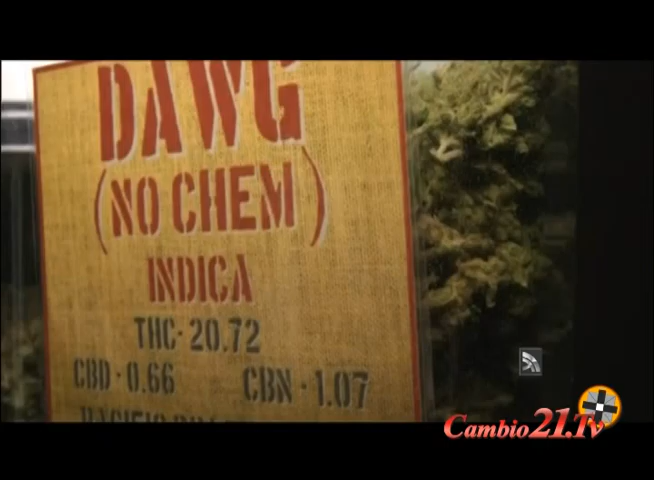 DAWG
(NO CHEM)
INDICA
THC·20.72
CBD·0.66 CBN·1.07
Cambio21.Tv